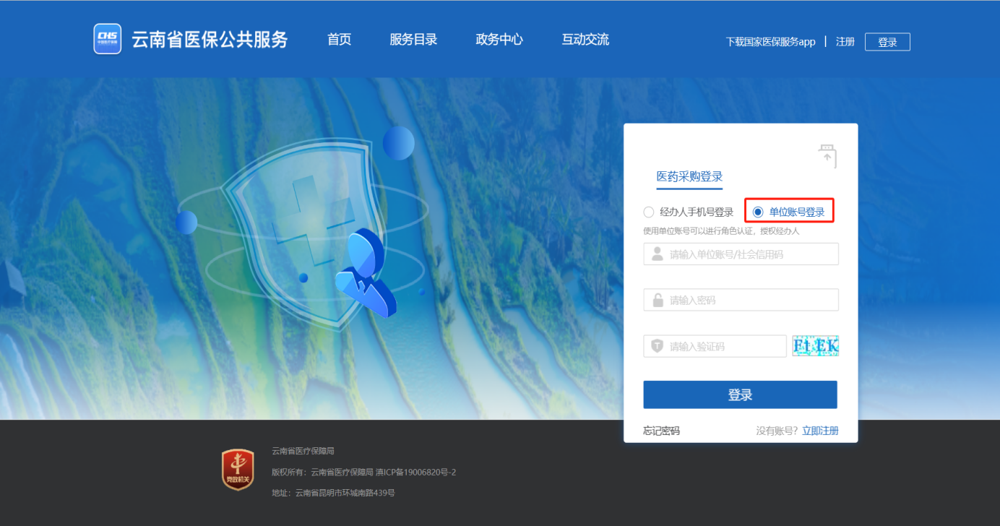 CHS
云南省医保公共服务
首页
服务目录
政务中心
互动交流
下载国家医保服务app
注册
登录
医药采购登录
经办人手机号登录
单位账号登录
使用单位账号可以进行角色认证，授权经办人
请输入单位账号/社会信用码
请输入密码
请输入验证码
FtEK
登录
忘记密码
没有账号？立即注册
党政机关
云南省医疗保障局
版权所有：云南省医疗保障局 滇ICP备19006820号-2
地址：云南省昆明市环城南路439号